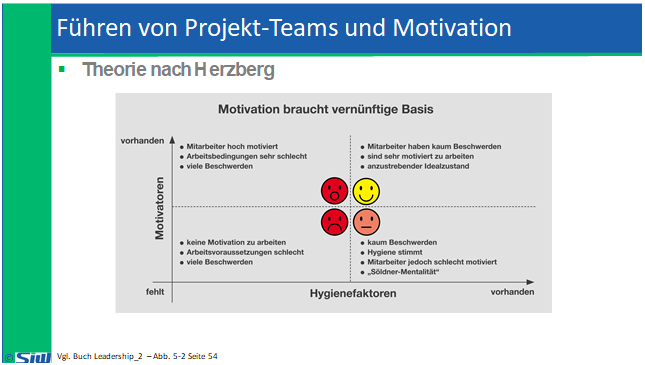 Führen von Projekt-Teams und Motivation
▪ Theorie nach Herzberg
Motivation braucht vernünftige Basis
vorhanden
● Mitarbeiter hoch motiviert
● Arbeitsbedingungen sehr schlecht
● viele Beschwerden
● Mitarbeiter haben kaum Beschwerden
● sind sehr motiviert zu arbeiten
● anzustrebender Idealzustand
Motivatoren
● keine Motivation zu arbeiten
● Arbeitsvoraussetzungen schlecht
● viele Beschwerden
● kaum Beschwerden
● Hygiene stimmt
● Mitarbeiter jedoch schlecht motiviert
● „Söldner-Mentalität“
fehlt
Hygienefaktoren
vorhanden
© SIW
Vgl. Buch Leadership_2 – Abb. 5-2 Seite 54